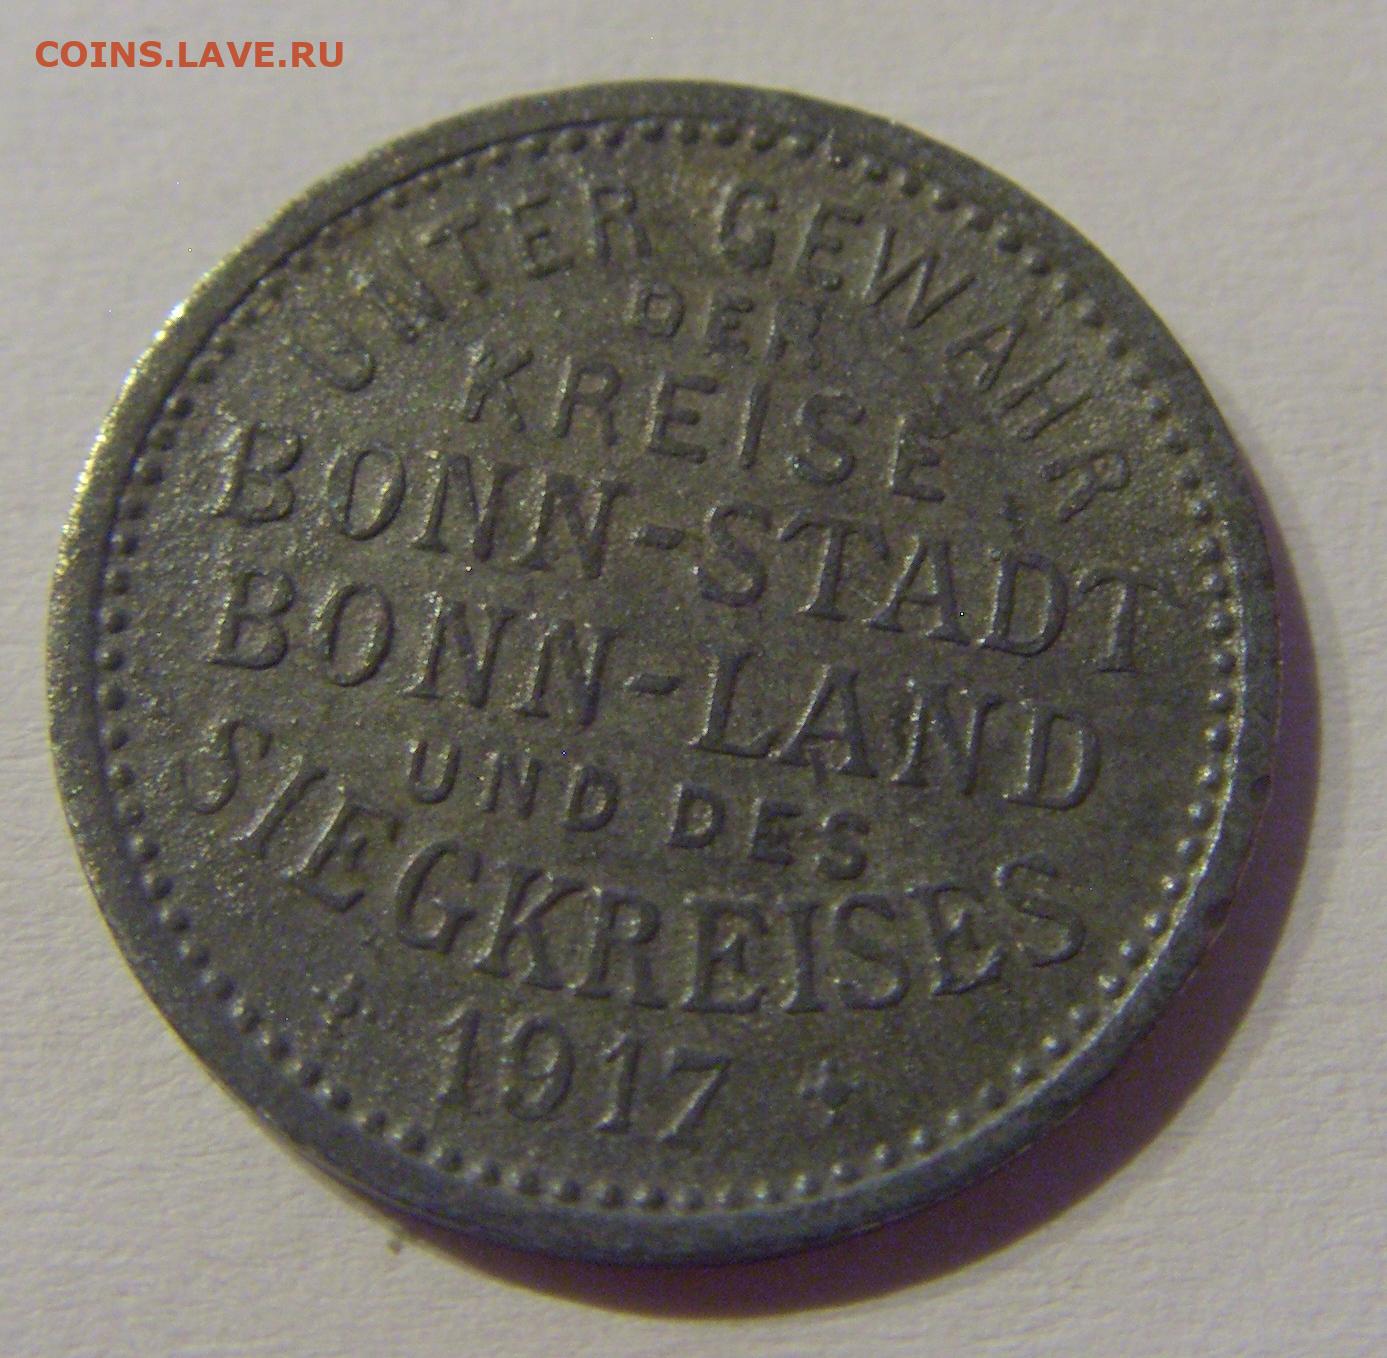 COINS.LAVE.RU
UNTER GEWAHR
DER
KREISE
BONN-STADT
BONN-LAND
UND DES
SIEGKREISES
1917